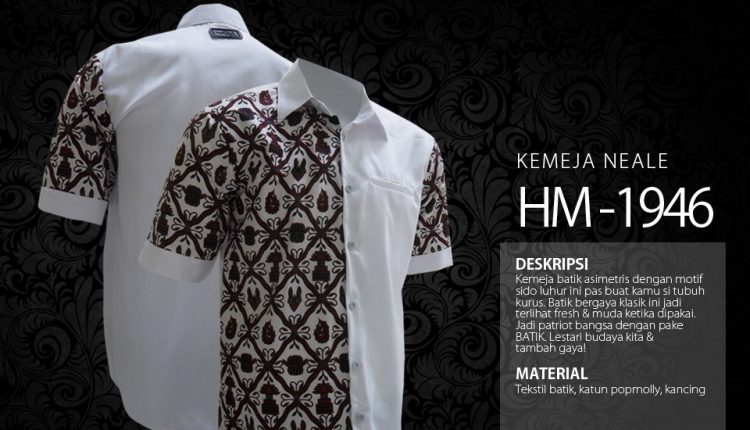 KEMEJA NEALE
HM-1946
DESKRIPSI
Kemeja batik asimetris dengan motif
sido luhur ini pas buat kamu si tubuh
kurus. Batik bergaya klasik ini jadi
terlihat fresh & muda ketika dipakai.
Jadi patriot bangsa dengan pake
BATIK. Lestari budaya kita &
tambah gaya!
MATERIAL
Tekstil batik, katun popmolly, kancing